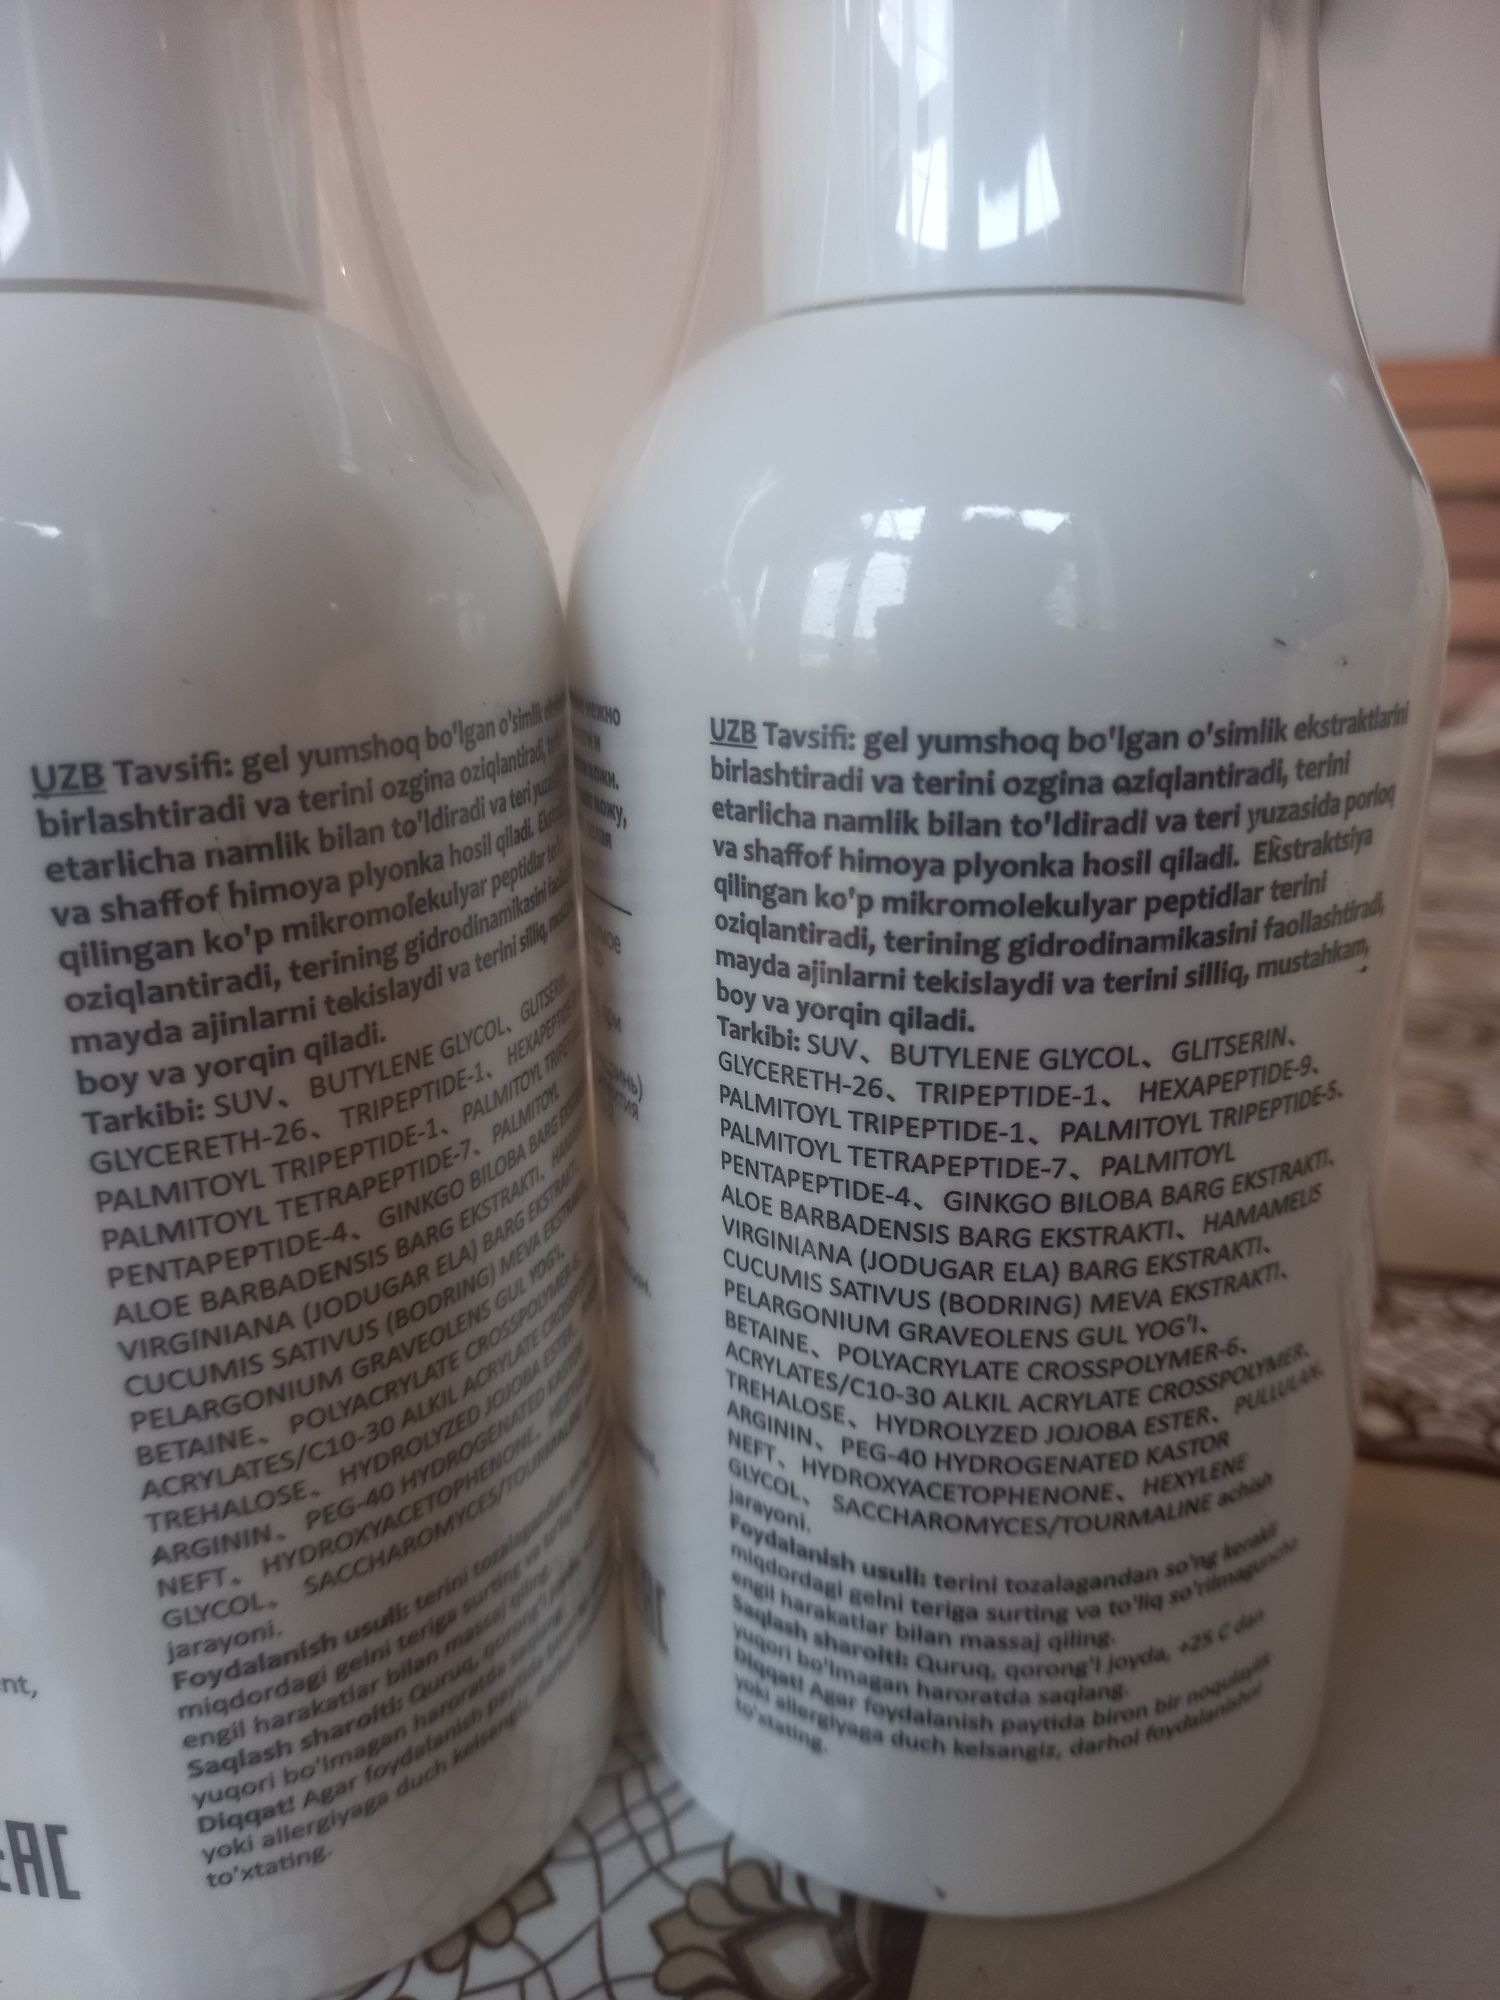 UZB Tavsifi: gel yumshoq bo'lgan o'simlik
birlashtiradi va terini ozgina oziqlantiradi,
etarlicha namlik bilan to'ldiradi va teri
va shaffof himoya plyonka hosil qiladi.
qilingan ko'p mikromolekulyar peptidlar
oziqlantiradi, terining gidrodinamikasini
mayda ajinlarni tekislaydi va terini silliq,
boy va yorqin qiladi.
Tarkibi: SUV、 BUTYLENE GLYCOL、 GLITSERIN、
GLYCERETH-26、 TRIPEPTIDE-1、
PALMITOYL TRIPEPTIDE-1、 PALMITOYL
PALMITOYL TETRAPEPTIDE-7、 PALMITOYL
PENTAPEPTIDE-4、 GINKGO BILOBA BARG
ALOE BARBADENSIS BARG EKSTRAKTI、
VIRGINIANA (JODUGAR ELA) BARG EKSTRAKTI、
CUCUMIS SATIVUS (BODRING) MEVA
PELARGONIUM GRAVEOLENS GUL YOG'I、
BETAINE、 POLYACRYLATE CROSSPOLYMER-6、
ACRYLATES/C10-30 ALKIL ACRYLATE
TREHALOSE、 HYDROLYZED JOJOBA ESTER、
ARGININ、 PEG-40 HYDROGENATED KASTOR
NEFT、 HYDROXYACETOPHENONE、
GLYCOL、 SACCHAROMYCES/TOURMALINE
jarayoni.
Foydalanish usuli: terini tozalagandan
miqdordagi gelni teriga surting va to'liq
engil harakatlar bilan massaj qiling.
Saqlash sharoiti: Quruq, qorong'I joyda,
yuqori bo'lmagan haroratda saqlang.
Diqqat! Agar foydalanish paytida biron
yoki allergiyaga duch kelsangiz, darhol
to'xtating.
nt,
EAC
нежно
кожи.
кожу,
UZB Tavsifi: gel yumshoq bo'lgan o'simlik ekstraktlarini
birlashtiradi va terini ozgina oziqlantiradi, terini
etarlicha namlik bilan to'ldiradi va teri yuzasida porloq
va shaffof himoya plyonka hosil qiladi. Ekstraktsiya
qilingan ko'p mikromolekulyar peptidlar terini
oziqlantiradi, terining gidrodinamikasini faollashtiradi,
mayda ajinlarni tekislaydi va terini silliq, mustahkam,
boy va yorqin qiladi.
Tarkibi: SUV、 BUTYLENE GLYCOL、 GLITSERIN、
GLYCERETH-26、 TRIPEPTIDE-1、 HEXAPEPTIDE-9、
PALMITOYL TRIPEPTIDE-1、 PALMITOYL TRIPEPTIDE-5、
PALMITOYL TETRAPEPTIDE-7、 PALMITOYL
PENTAPEPTIDE-4、 GINKGO BILOBA BARG EKSTRAKTI、
ALOE BARBADENSIS BARG EKSTRAKTI、 HAMAMELIS
VIRGINIANA (JODUGAR ELA) BARG EKSTRAKTI、
CUCUMIS SATIVUS (BODRING) MEVA EKSTRAKTI、
PELARGONIUM GRAVEOLENS GUL YOG'I、
BETAINE、 POLYACRYLATE CROSSPOLYMER-6、
ACRYLATES/C10-30 ALKIL ACRYLATE CROSSPOLYMER、
TREHALOSE、 HYDROLYZED JOJOBA ESTER、 PULLULAN、
ARGININ、 PEG-40 HYDROGENATED KASTOR
NEFT、 HYDROXYACETOPHENONE、 HEXYLENE
GLYCOL、 SACCHAROMYCES/TOURMALINE achish
jarayoni.
Foydalanish usuli: terini tozalagandan so'ng kerakli
miqdordagi gelni teriga surting va to'liq so'rilmaguncha
engil harakatlar bilan massaj qiling.
Saqlash sharoiti: Quruq, qorong'I joyda, +25 C dan
yuqori bo'lmagan haroratda saqlang.
Diqqat! Agar foydalanish paytida biron bir noqulaylik
yoki allergiyaga duch kelsangiz, darhol foydalanishni
to'xtating.